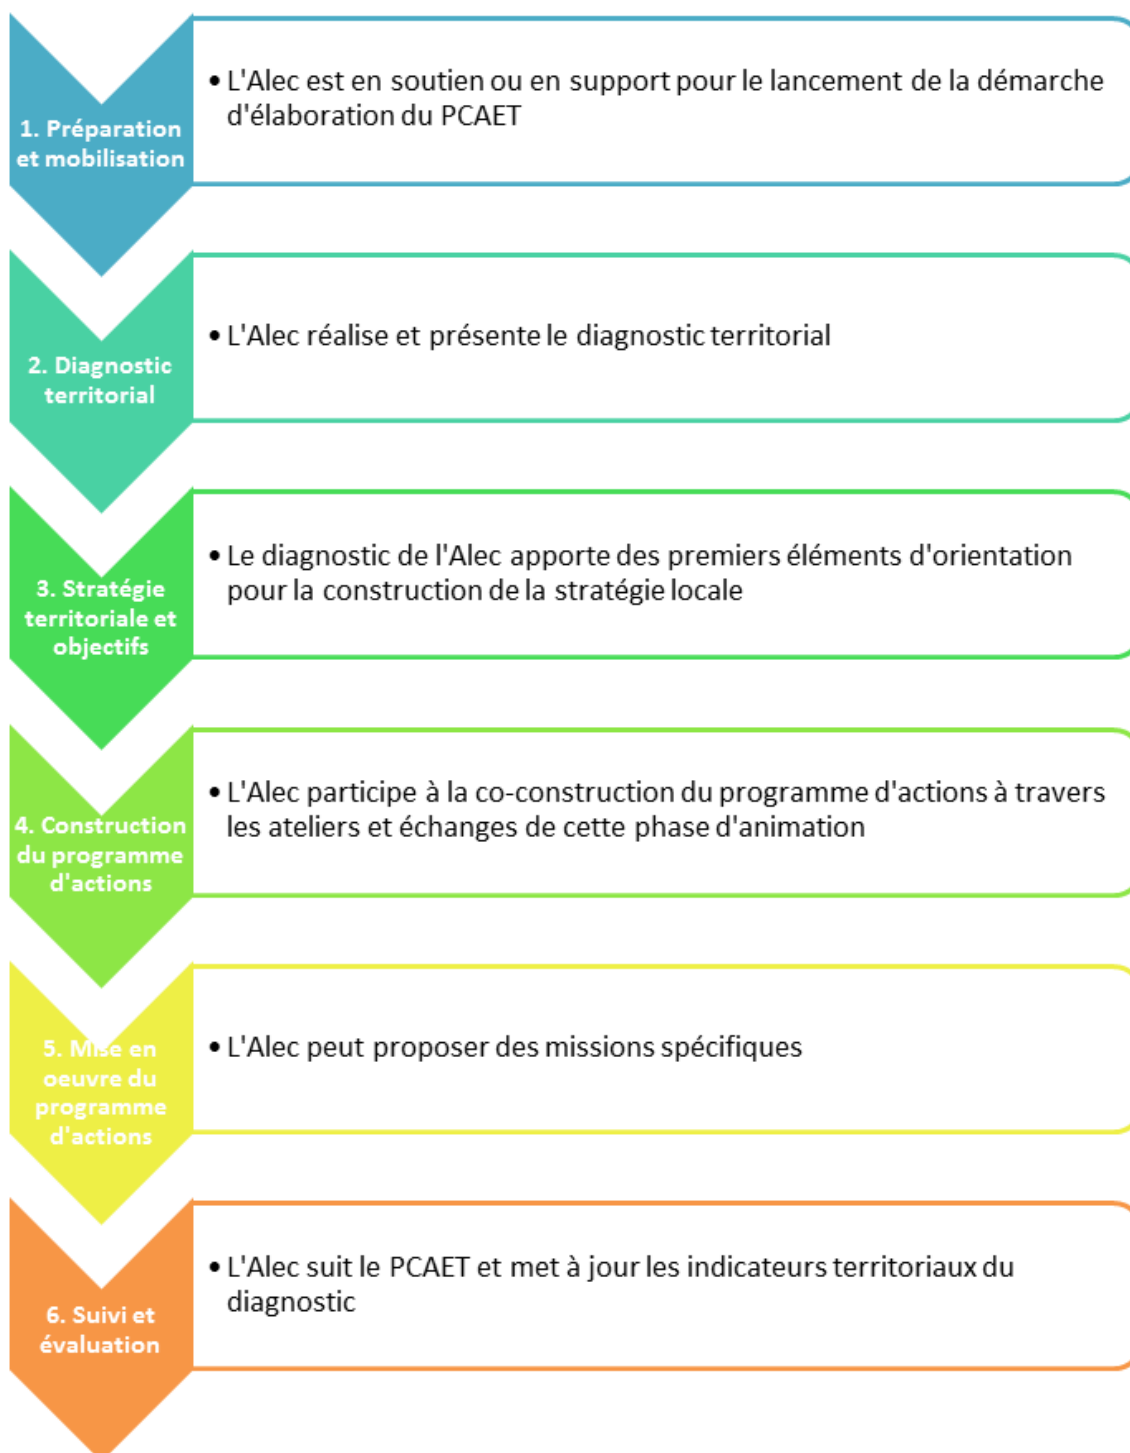 1. Préparation
et mobilisation
• L'Alec est en soutien ou en support pour le lancement de la démarche
d'élaboration du PCAET
2. Diagnostic
territorial
• L'Alec réalise et présente le diagnostic territorial
3. Stratégie
territoriale et
objectifs
• Le diagnostic de l'Alec apporte des premiers éléments d'orientation
pour la construction de la stratégie locale
4. Construction
du programme
d'actions
• L'Alec participe à la co-construction du programme d'actions à travers
les ateliers et échanges de cette phase d'animation
5. Mise en
oeuvre du
programme
d'actions
• L'Alec peut proposer des missions spécifiques
6. Suivi et
évaluation
• L'Alec suit le PCAET et met à jour les indicateurs territoriaux du
diagnostic